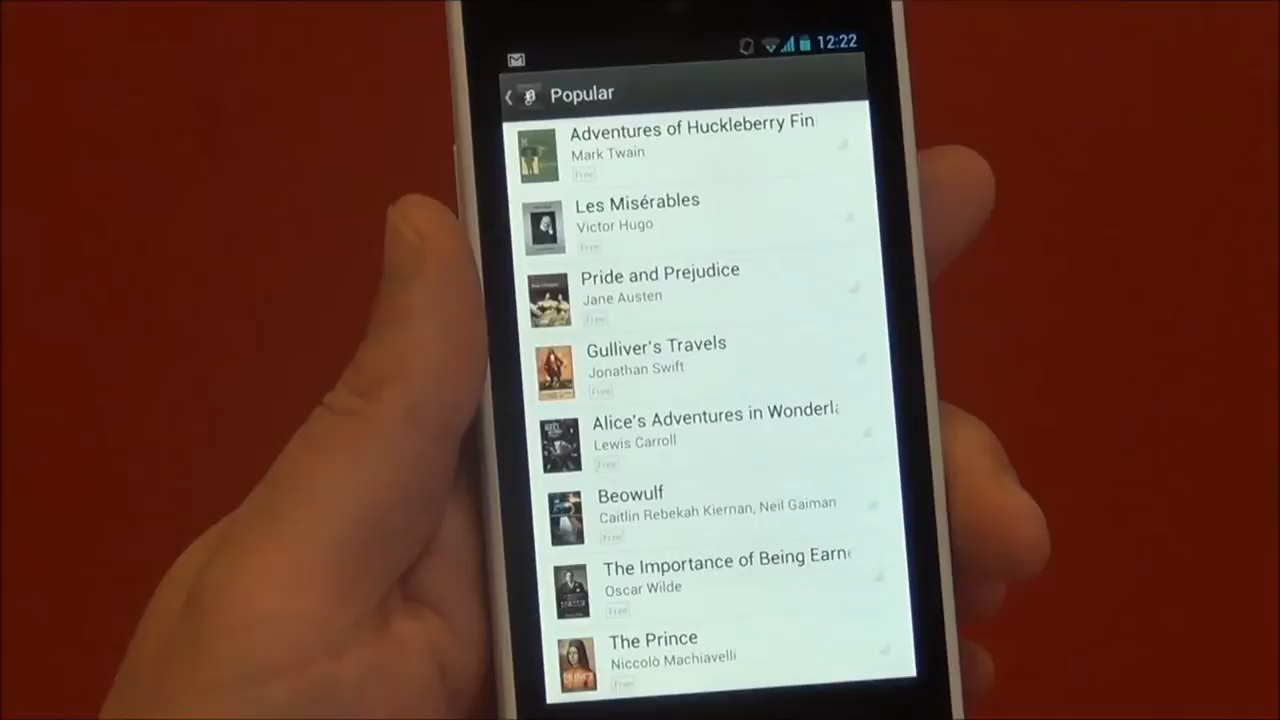 12:22
Popular
Adventures of Huckleberry Fin
Mark Twain
Free
Les Misérables
Victor Hugo
Free
Pride and Prejudice
Jane Austen
Free
Gulliver's Travels
Jonathan Swift
Free
Alice's Adventures in Wonderla
Lewis Carroll
Free
Beowulf
Caitlin Rebekah Kiernan, Neil Gaiman
Free
The Importance of Being Earn
Oscar Wilde
Free
The Prince
Niccolò Machiavelli
Free